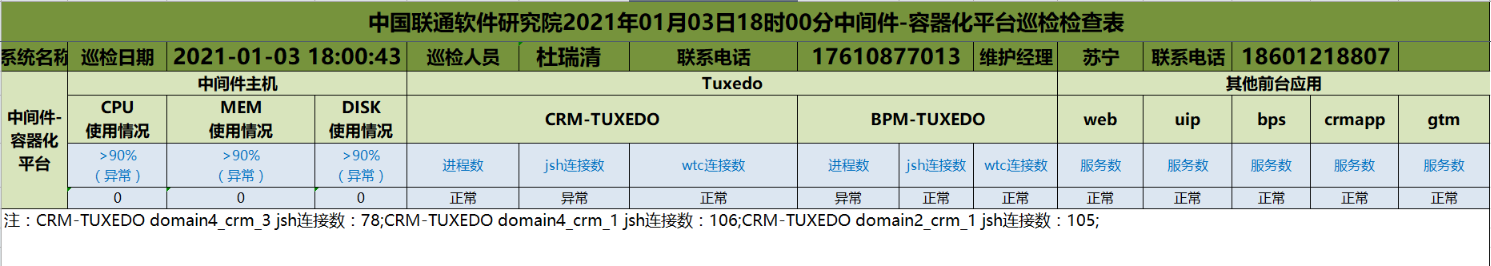 中国联通软件研究院2021年01月03日18时00分中间件-容器化平台巡检检查表
系统名称 巡检日期 2021-01-03 18:00:43 巡检人员 杜瑞清 联系电话 17610877013 维护经理 苏宁 联系电话 18601218807
中间件主机 Tuxedo 其他前台应用
中间件-容器化平台
CPU使用情况 MEM使用情况 DISK使用情况 CRM-TUXEDO BPM-TUXEDO web uip bps crmapp gtm
>90%（异常） >90%（异常） >90%（异常） 进程数 jsh连接数 wtc连接数 进程数 jsh连接数 wtc连接数 服务数 服务数 服务数 服务数 服务数
0 0 0 正常 异常 正常 异常 正常 正常 正常 正常 正常 正常 正常
注：CRM-TUXEDO domain4_crm_3 jsh连接数：78;CRM-TUXEDO domain4_crm_1 jsh连接数：106;CRM-TUXEDO domain2_crm_1 jsh连接数：105;